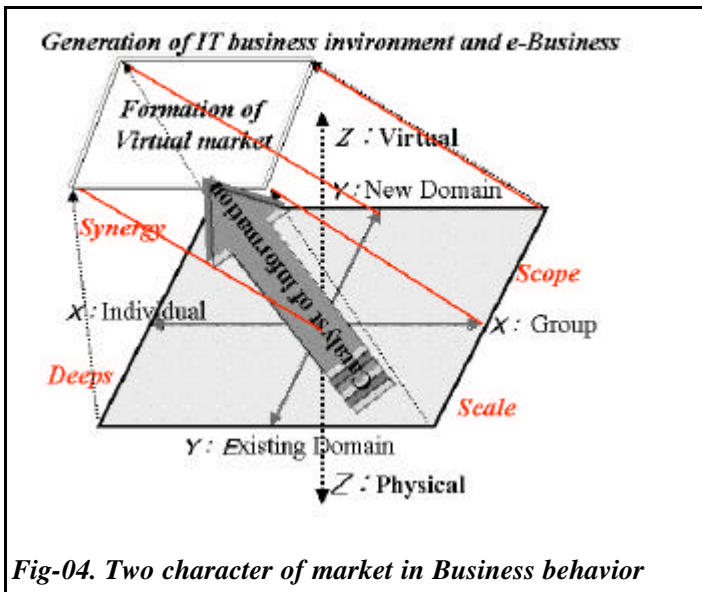 Generation of IT business invironment and e-Business
Formation of
Virtual market
Z：Virtual
Y：New Domain
Synergy
Catalyst of information
Scope
X：Individual
X：Group
Deeps
Scale
Y：Existing Domain
Z：Physical
Fig-04. Two character of market in Business behavior